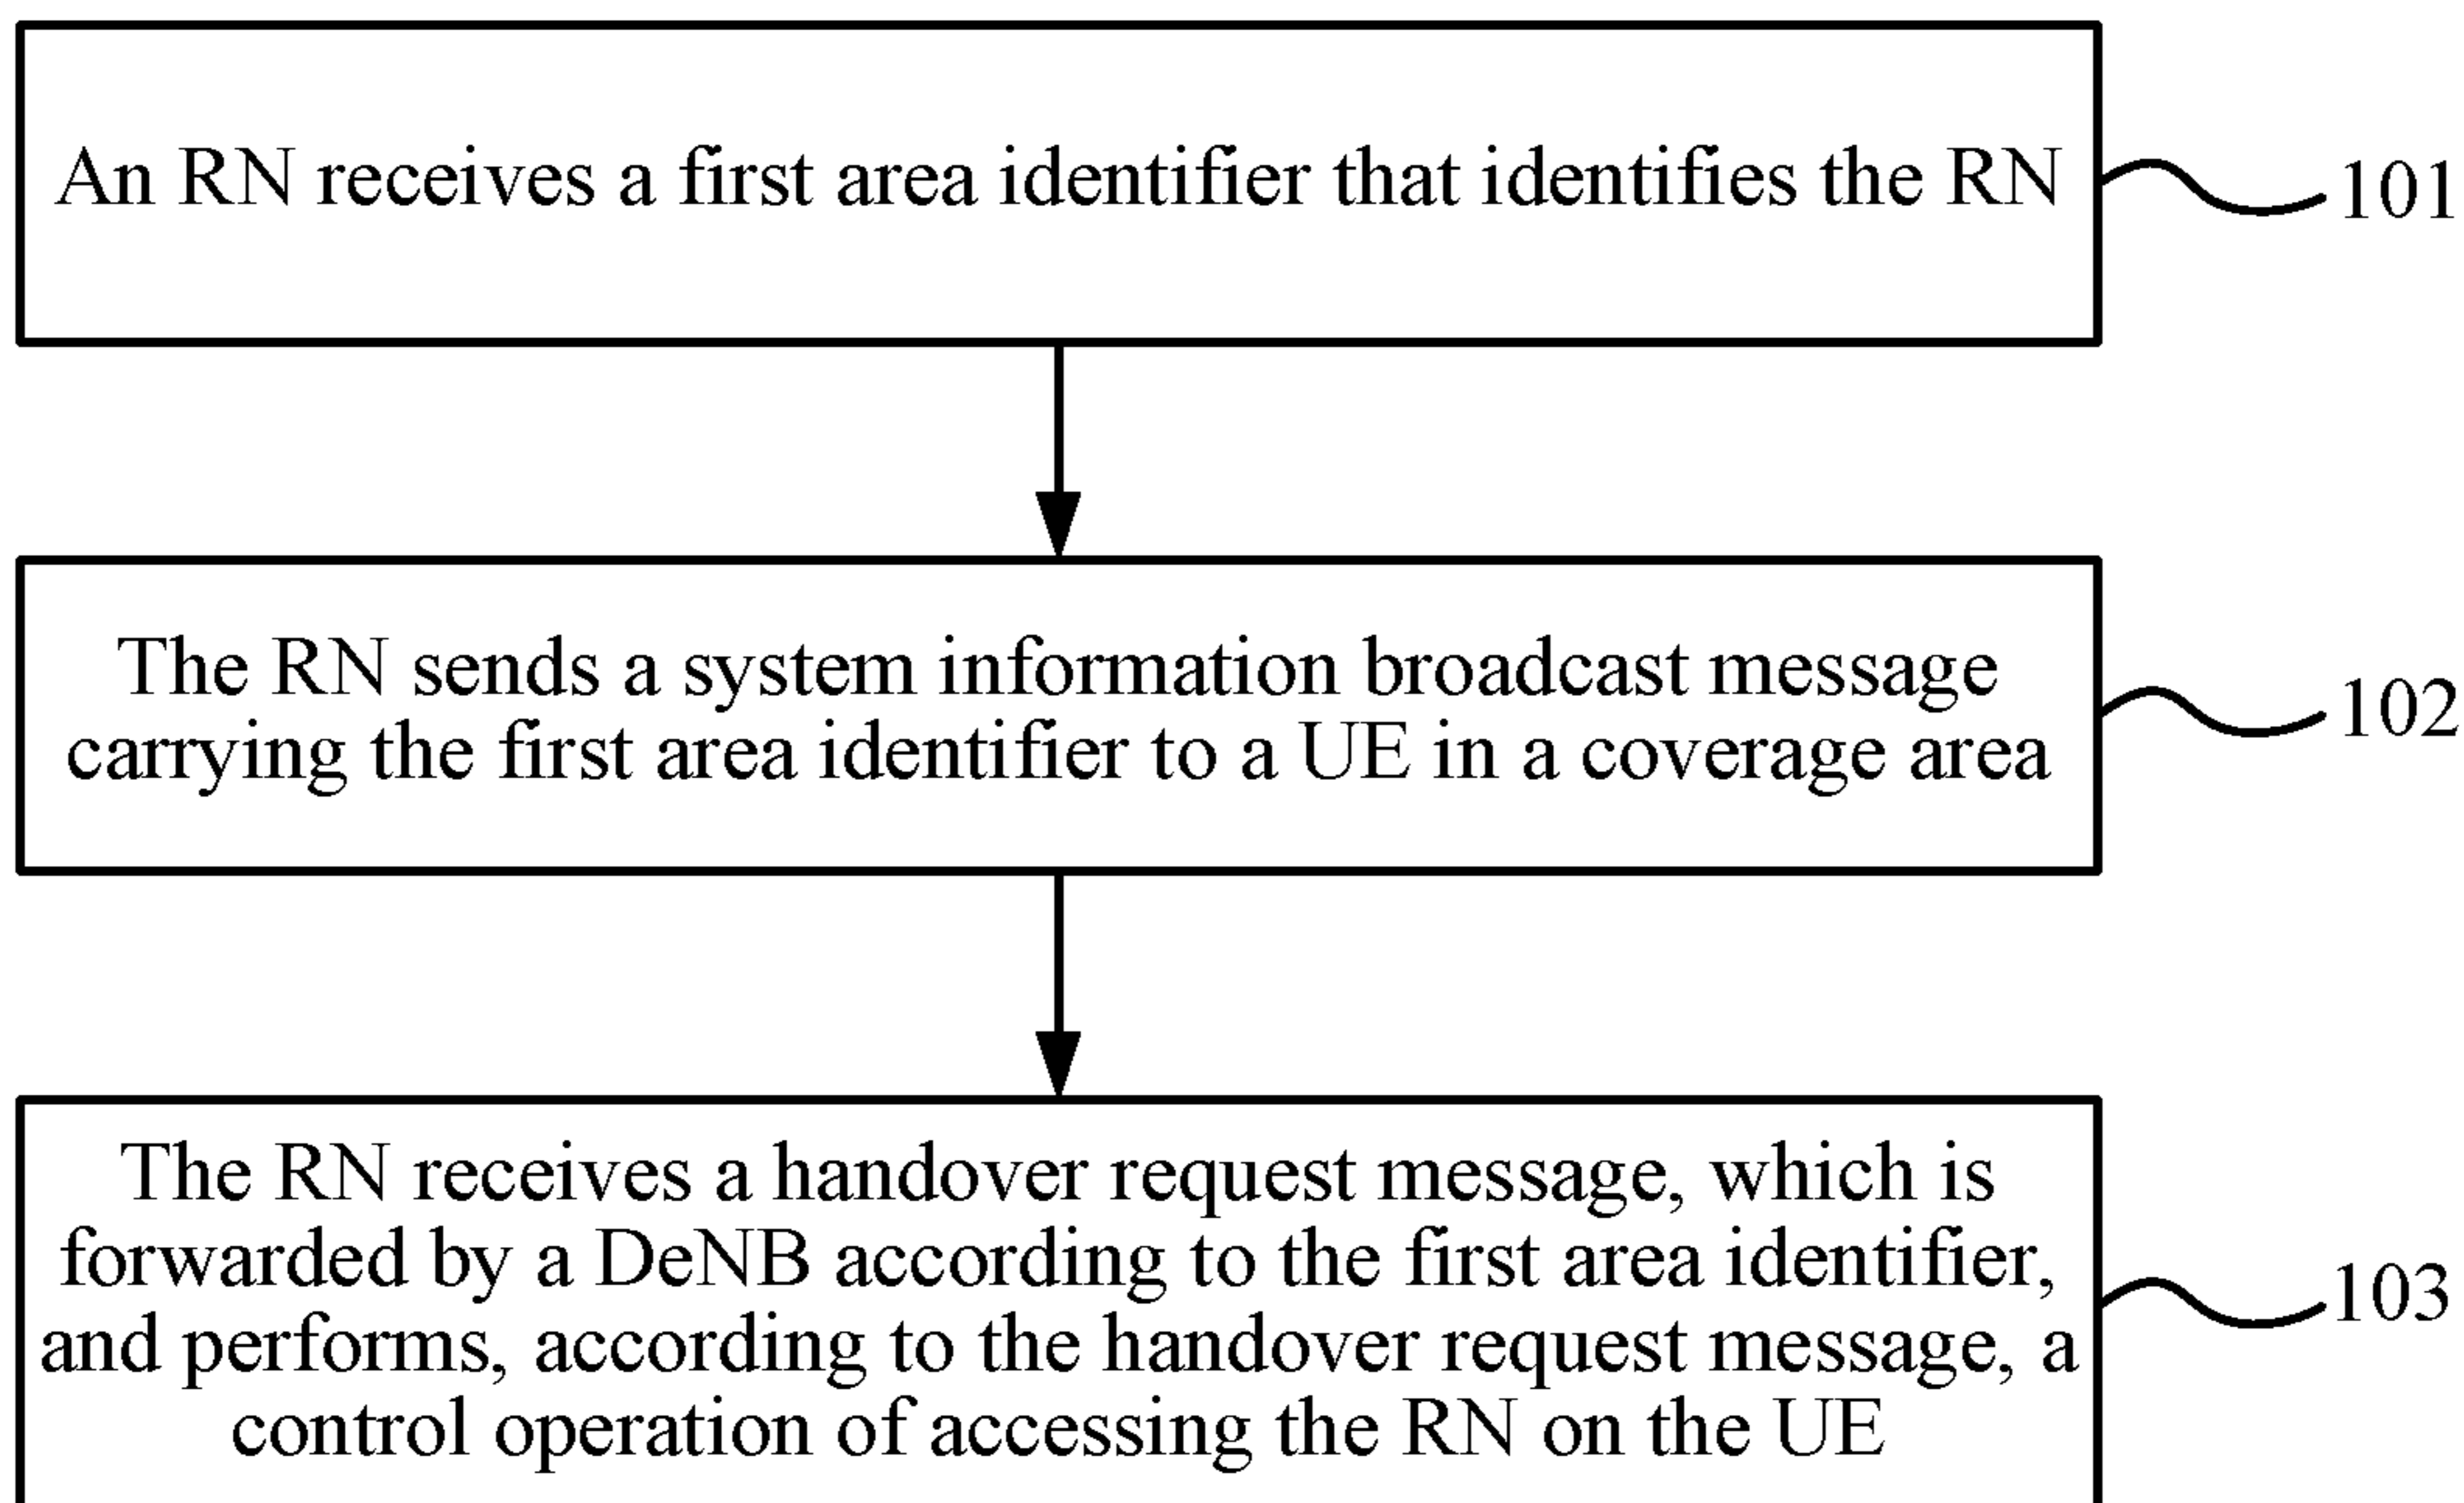 An RN receives a first area identifier that identifies the RN
101
The RN sends a system information broadcast message
carrying the first area identifier to a UE in a coverage area
102
The RN receives a handover request message, which is
forwarded by a DeNB according to the first area identifier,
and performs, according to the handover request message, a
control operation of accessing the RN on the UE
103